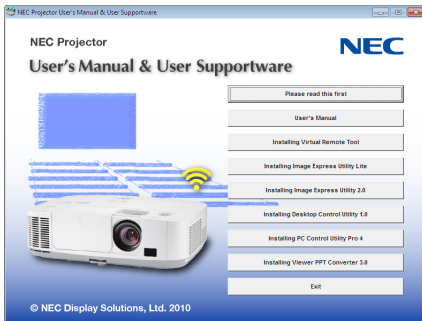 NEC Projector User's Manual & User Supportware
NEC Projector
NEC
User's Manual & User Supportware
Please read this first
User's Manual
Installing Virtual Remote Tool
Installing Image Express Utility Lite
Installing Image Express Utility 2.0
Installing Desktop Control Utility 1.0
Installing PC Control Utility Pro 4
Installing Viewer PPT Converter 3.0
Exit
© NEC Display Solutions, Ltd. 2010